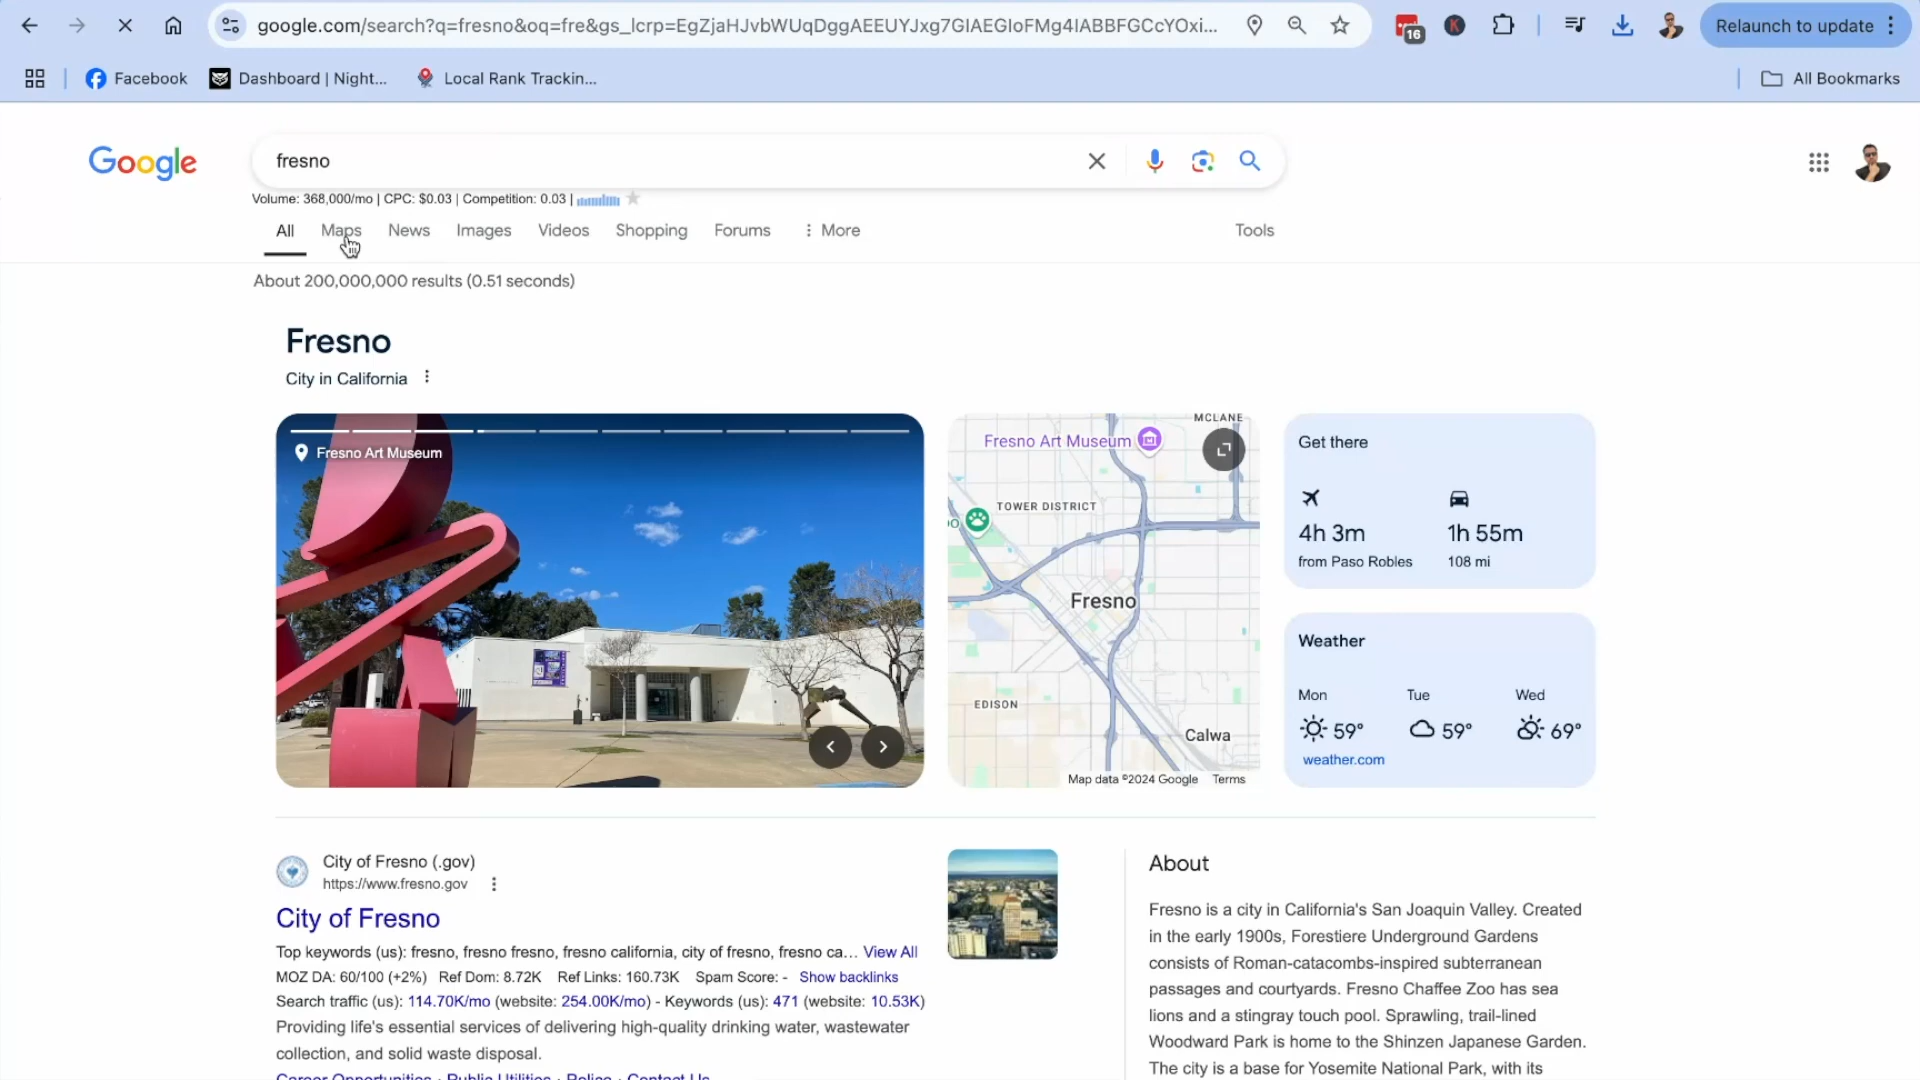 google.com/search?q=fresno&oq=fre&gs_lcrp=EgZjaHJvbWUqDggAEEUYJxg7GIAEGIoFMg4IABBFGCcYOxi...
16
K
Relaunch to update
Facebook
Dashboard | Night...
Local Rank Trackin...
All Bookmarks
Google
fresno
Volume: 368,000/mo | CPC: $0.03 | Competition: 0.03 |
All
Maps
News
Images
Videos
Shopping
Forums
More
Tools
About 200,000,000 results (0.51 seconds)
Fresno
City in California
Fresno Art Museum
MCLANE
Fresno Art Museum
TOWER DISTRICT
Fresno
EDISON
Calwa
Map data ©2024 Google
Terms
Get there
4h 3m
1h 55m
from Paso Robles
108 mi
Weather
Mon
Tue
Wed
59°
59°
69°
weather.com
City of Fresno (.gov)
https://www.fresno.gov
City of Fresno
Top keywords (us): fresno, fresno fresno, fresno california, city of fresno, fresno ca... View All
MOZ DA: 60/100 (+2%) Ref Dom: 8.72K Ref Links: 160.73K Spam Score: - Show backlinks
Search traffic (us): 114.70K/mo (website: 254.00K/mo) - Keywords (us): 471 (website: 10.53K)
Providing life's essential services of delivering high-quality drinking water, wastewater
collection, and solid waste disposal.
Career Opportunities · Public Utilities · Police · Contact Us
About
Fresno is a city in California's San Joaquin Valley. Created
in the early 1900s, Forestiere Underground Gardens
consists of Roman-catacombs-inspired subterranean
passages and courtyards. Fresno Chaffee Zoo has sea
lions and a stingray touch pool. Sprawling, trail-lined
Woodward Park is home to the Shinzen Japanese Garden.
The city is a base for Yosemite National Park, with its